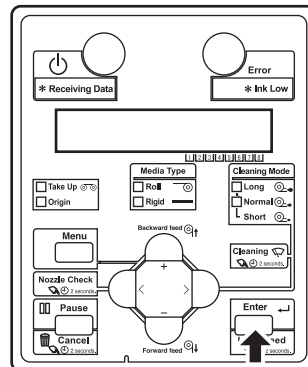 Error
* Receiving Data
* Ink Low
1 2 3 4 5 6 7 8
Media Type
Cleaning Mode
Take Up
Roll
Long
Origin
Rigid
Normal
Short
Menu
Backward feed
Cleaning
2 seconds.
Nozzle Check
2 seconds.
+
< >
−
Pause
Enter
Cancel
2 seconds.
Forward feed
eed
2 seconds.